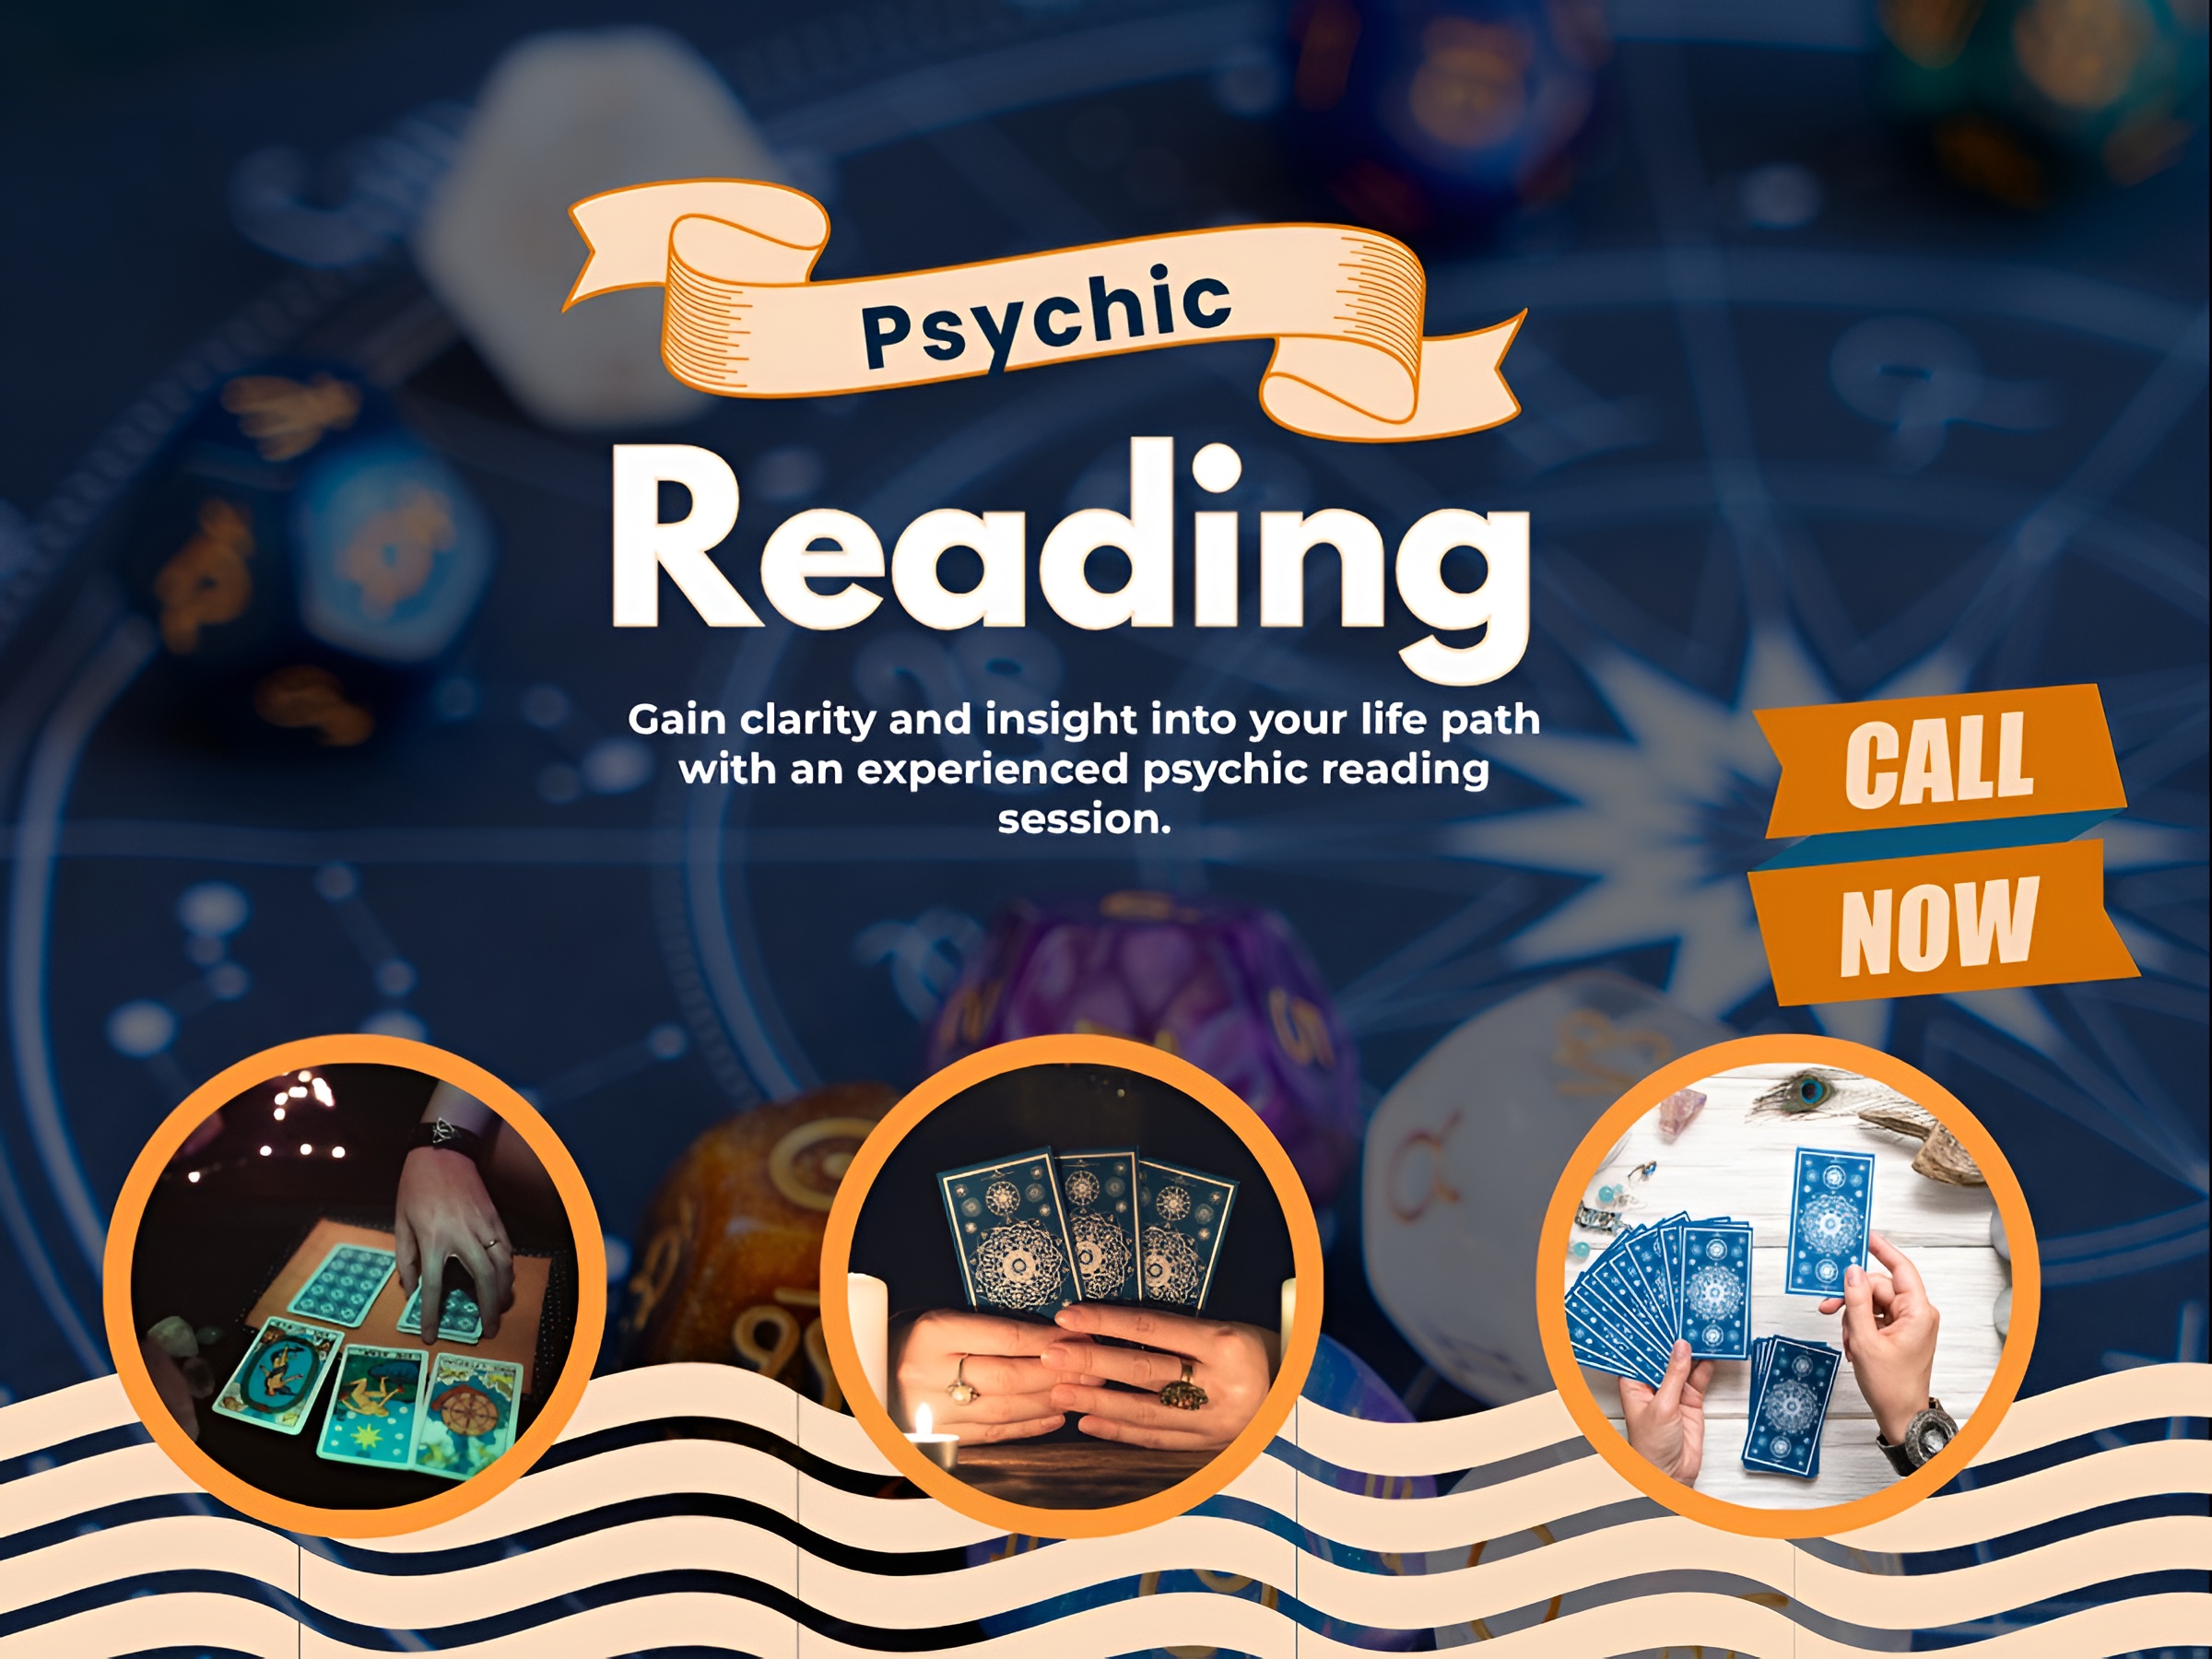 Psychic
Reading
Gain clarity and insight into your life path
with an experienced psychic reading
session.
CALL
NOW